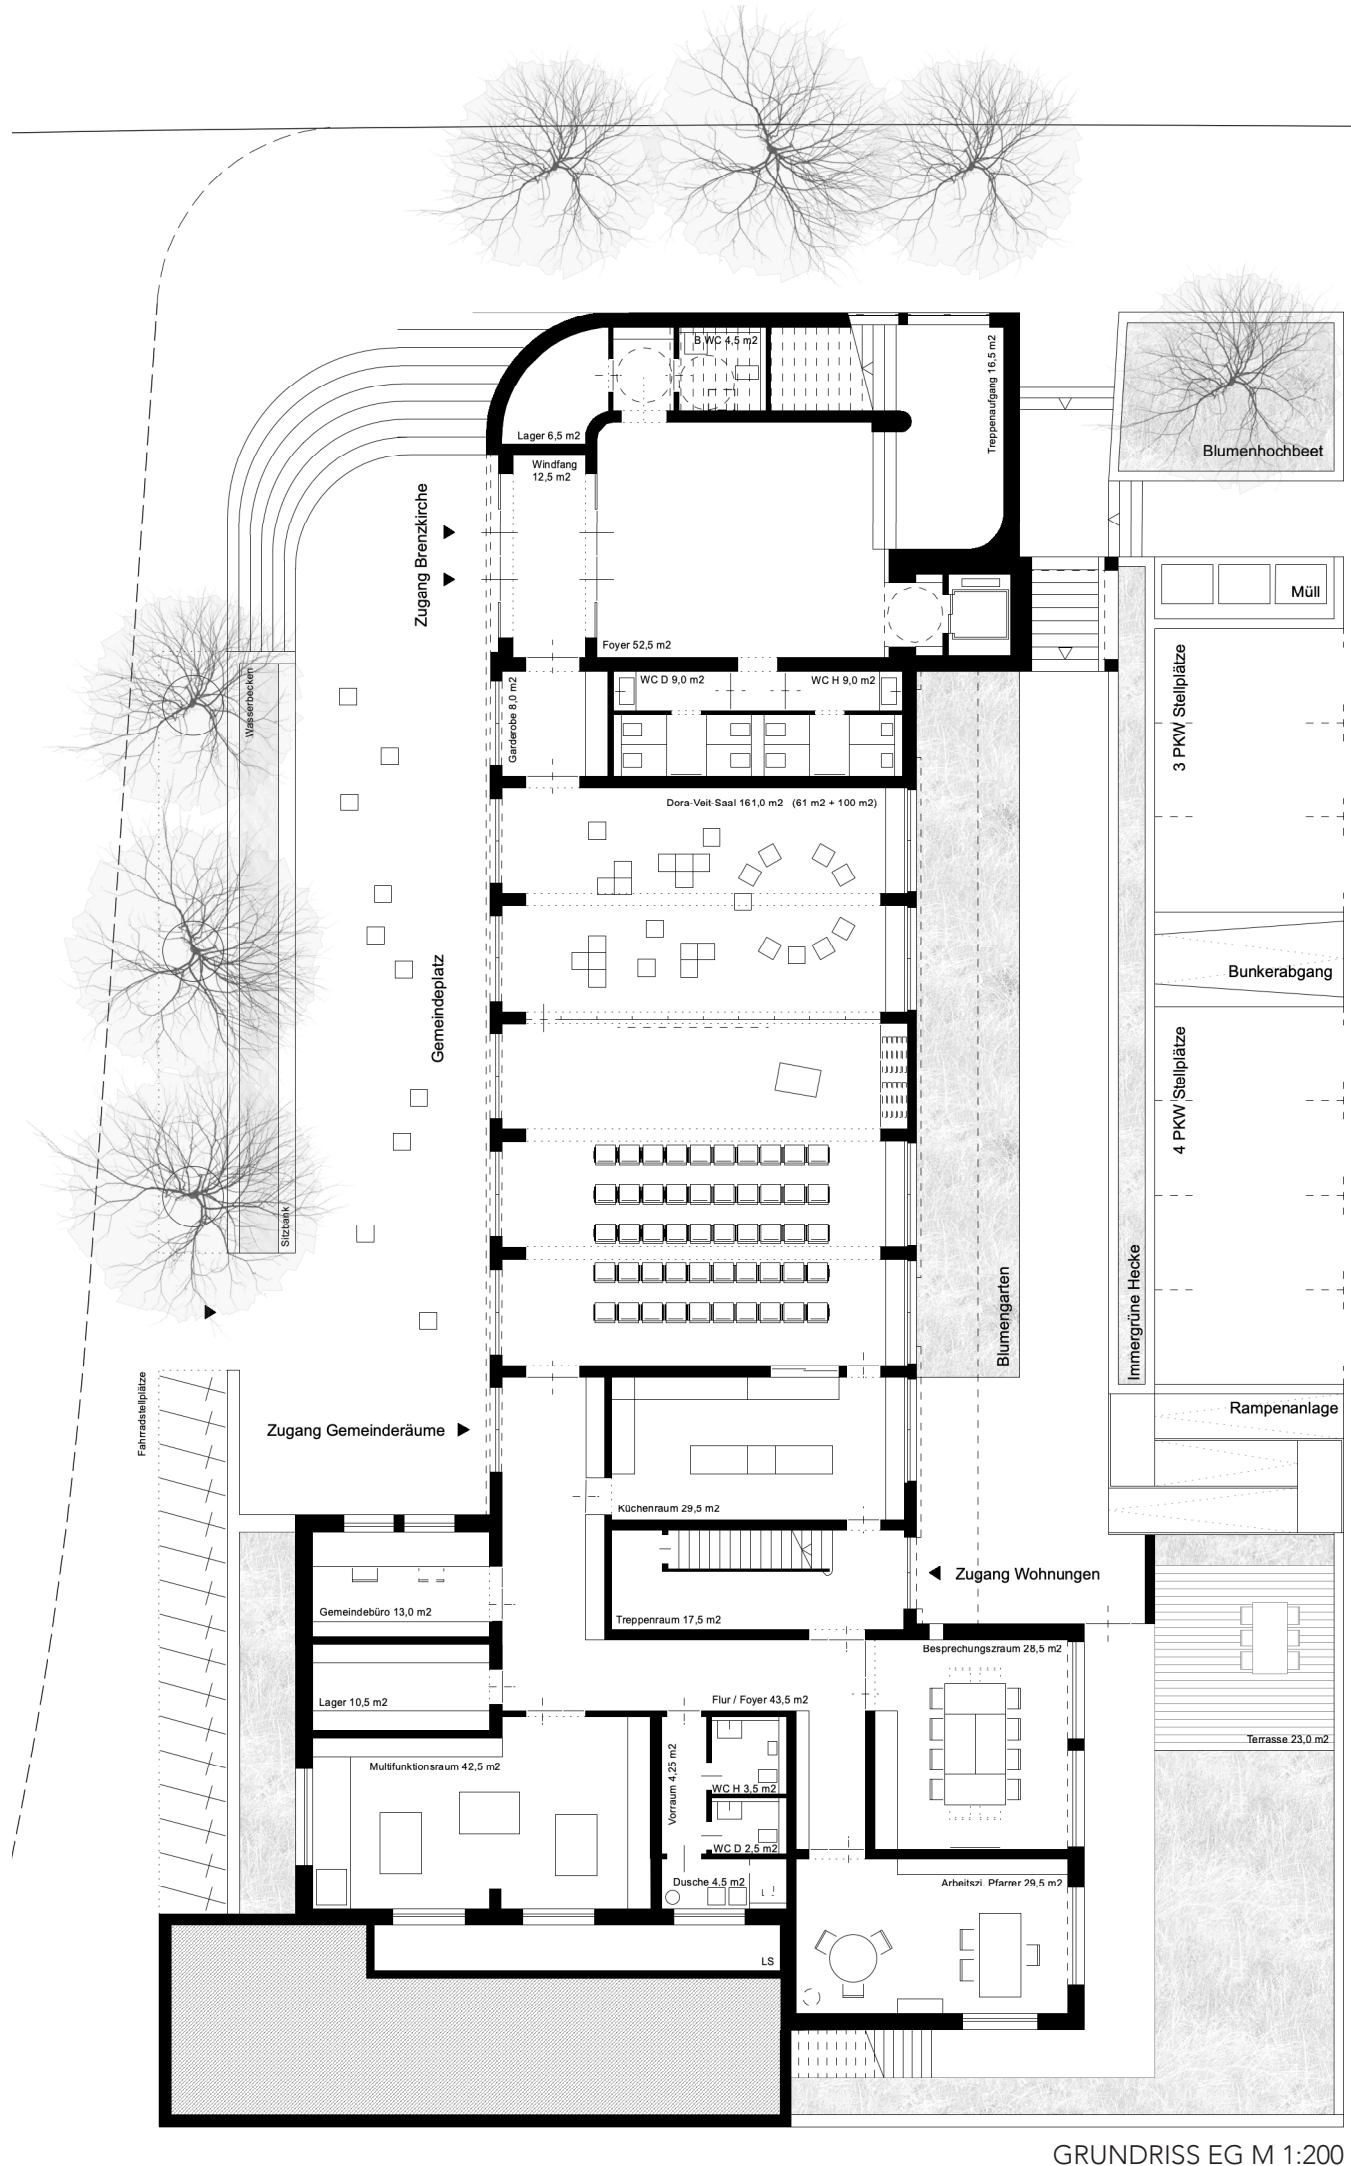 B WC 4,5 m2
Treppenaufgang 16,5 m2
Lager 6,5 m2
Windfang
12,5 m2
Blumenhochbeet
Zugang Brenzkirche
Müll
Foyer 52,5 m2
Wasserbecken
Garderobe 8,0 m2
WC D 9,0 m2
WC H 9,0 m2
3 PKW Stellplätze
Dora-Veit-Saal 161,0 m2 (61 m2 + 100 m2)
Gemeindeplatz
Bunkerabgang
4 PKW Stellplätze
Sitzbank
Blumengarten
Immergrüne Hecke
Fahrradstellplätze
Zugang Gemeinderäume
Rampenanlage
Küchenraum 29,5 m2
Zugang Wohnungen
Gemeindebüro 13,0 m2
Treppenraum 17,5 m2
Besprechungszraum 28,5 m2
Lager 10,5 m2
Flur / Foyer 43,5 m2
Terrasse 23,0 m2
Multifunktionsraum 42,5 m2
Vorraum 4,25 m2
WC H 3,5 m2
WC D 2,5 m2
Dusche 4,5 m2
Arbeitszi. Pfarrer 29,5 m2
LS
GRUNDRISS EG M 1:200